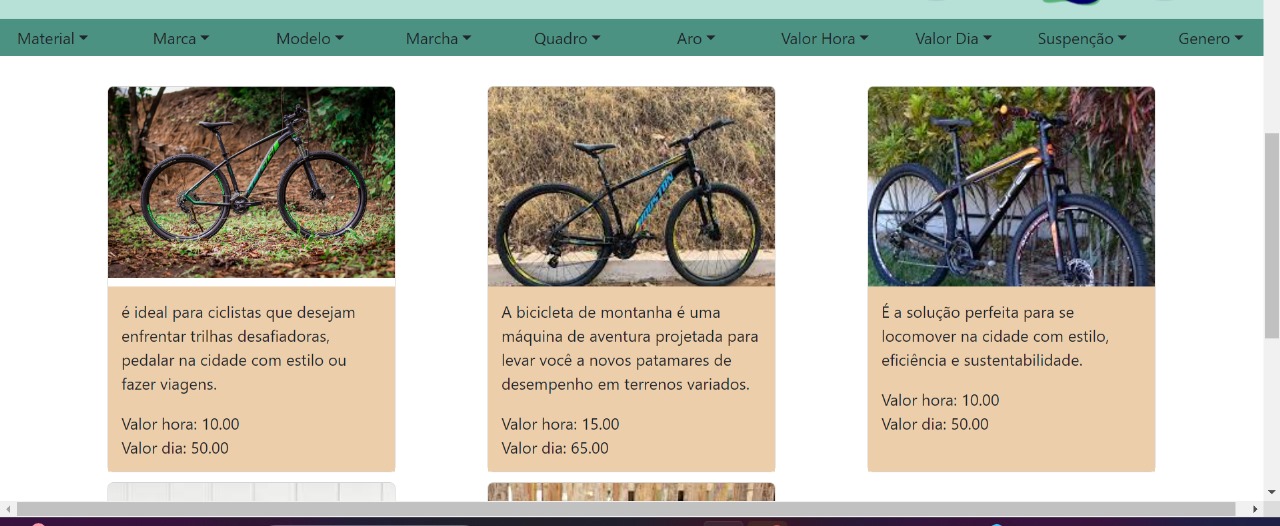 Material
Marca
Modelo
Marcha
Quadro
Aro
Valor Hora
Valor Dia
Suspenção
Genero
é ideal para ciclistas que desejam
enfrentar trilhas desafiadoras,
pedalar na cidade com estilo ou
fazer viagens.
Valor hora: 10.00
Valor dia: 50.00
A bicicleta de montanha é uma
máquina de aventura projetada para
levar você a novos patamares de
desempenho em terrenos variados.
Valor hora: 15.00
Valor dia: 65.00
É a solução perfeita para se
locomover na cidade com estilo,
eficiência e sustentabilidade.
Valor hora: 10.00
Valor dia: 50.00